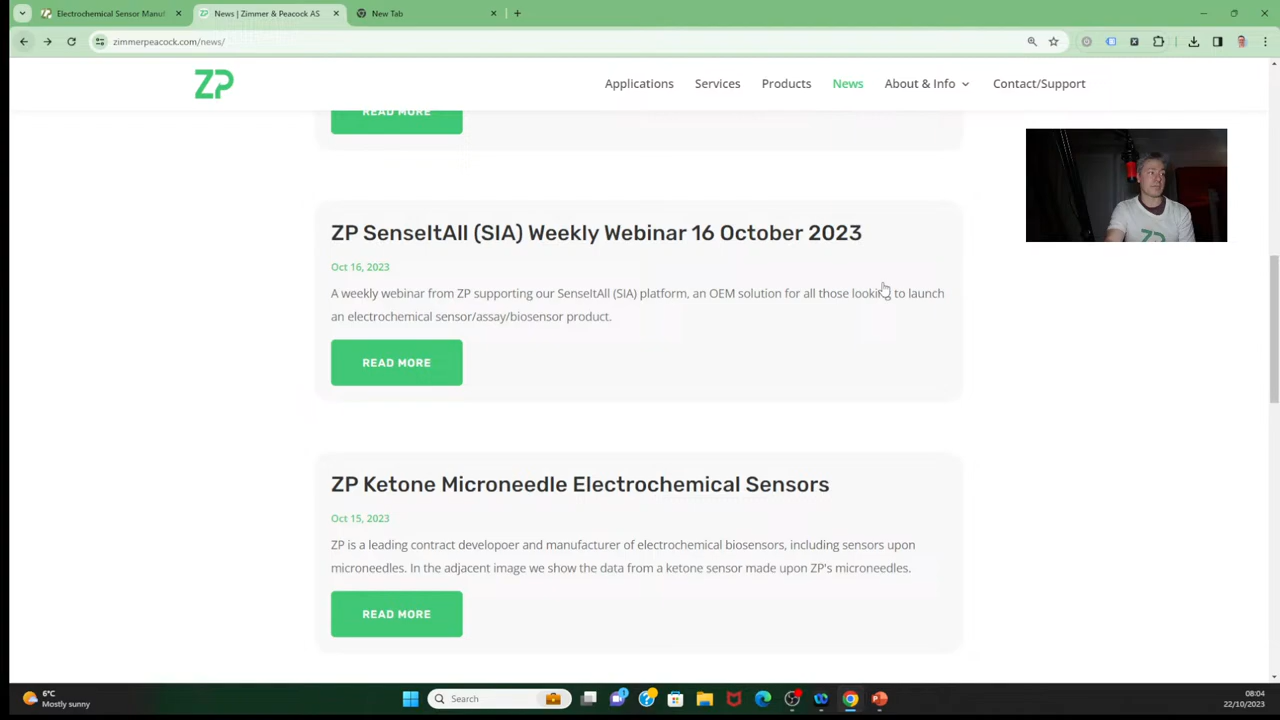 Electrochemical Sensor Manuf
News | Zimmer & Peacock AS
New Tab
zimmerpeacock.com/news/
ZP
Applications
Services
Products
News
About & Info
Contact/Support
READ MORE
ZP SenseItAll (SIA) Weekly Webinar 16 October 2023
Oct 16, 2023
A weekly webinar from ZP supporting our SenseItAll (SIA) platform, an OEM solution for all those looking to launch
an electrochemical sensor/assay/biosensor product.
READ MORE
ZP Ketone Microneedle Electrochemical Sensors
Oct 15, 2023
ZP is a leading contract developoer and manufacturer of electrochemical biosensors, including sensors upon
microneedles. In the adjacent image we show the data from a ketone sensor made upon ZP's microneedles.
READ MORE
6°C
Mostly sunny
Search
08:04
22/10/2023